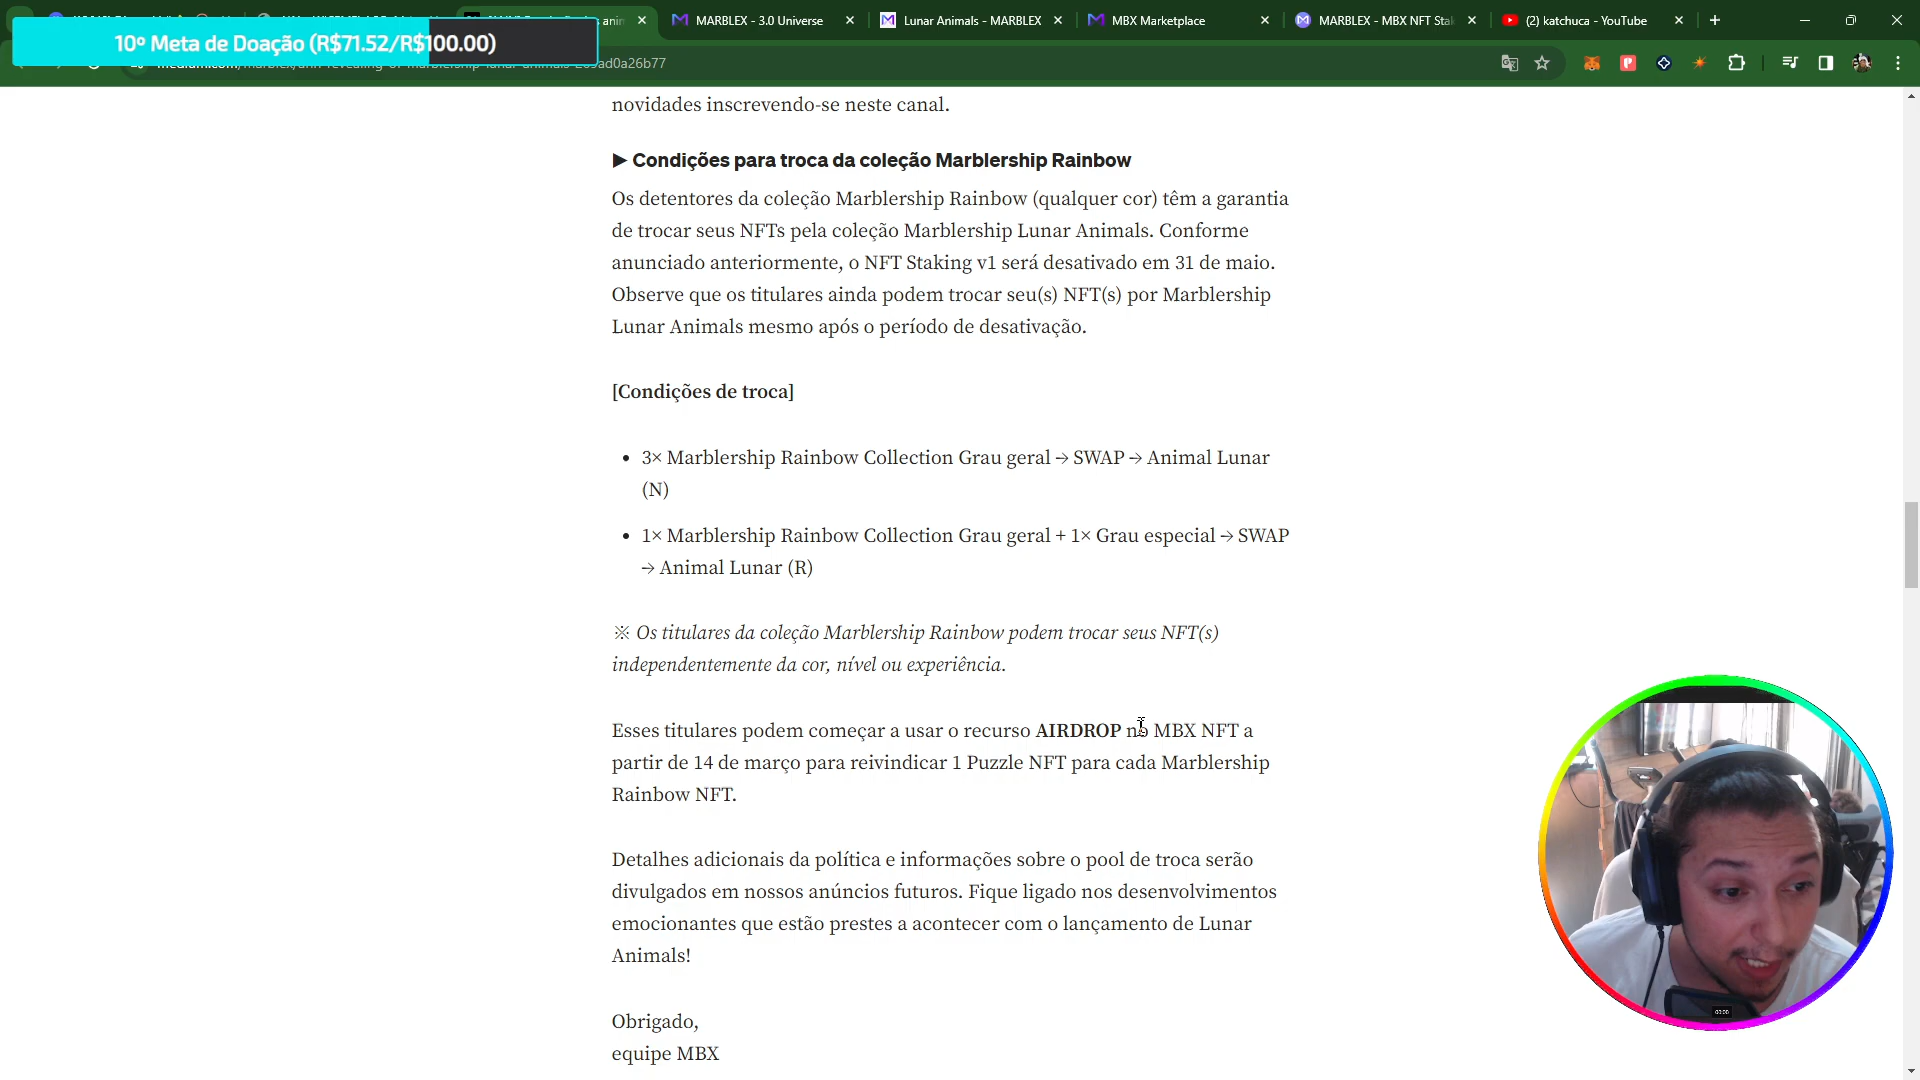 MARBLEX - 3.0 Universe
Lunar Animals - MARBLEX
MBX Marketplace
MARBLEX - MBX NFT Sta
(2) katchuca - YouTube
10º Meta de Doação (R$71.52/R$100.00)
novidades inscrevendo-se neste canal.
▶ Condições para troca da coleção Marblership Rainbow
Os detentores da coleção Marblership Rainbow (qualquer cor) têm a garantia
de trocar seus NFTs pela coleção Marblership Lunar Animals. Conforme
anunciado anteriormente, o NFT Staking v1 será desativado em 31 de maio.
Observe que os titulares ainda podem trocar seu(s) NFT(s) por Marblership
Lunar Animals mesmo após o período de desativação.
[Condições de troca]
• 3× Marblership Rainbow Collection Grau geral → SWAP → Animal Lunar
(N)
• 1× Marblership Rainbow Collection Grau geral + 1× Grau especial → SWAP
→ Animal Lunar (R)
※ Os titulares da coleção Marblership Rainbow podem trocar seus NFT(s)
independentemente da cor, nível ou experiência.
Esses titulares podem começar a usar o recurso AIRDROP no MBX NFT a
partir de 14 de março para reivindicar 1 Puzzle NFT para cada Marblership
Rainbow NFT.
Detalhes adicionais da política e informações sobre o pool de troca serão
divulgados em nossos anúncios futuros. Fique ligado nos desenvolvimentos
emocionantes que estão prestes a acontecer com o lançamento de Lunar
Animals!
Obrigado,
equipe MBX
00:00